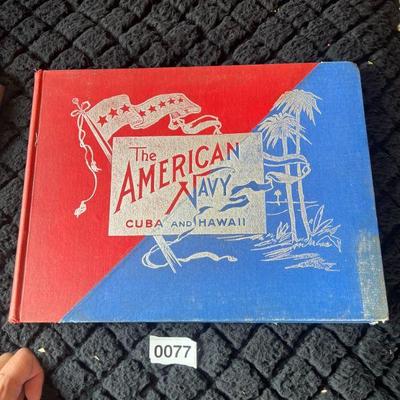 The
AMERICAN
NAVY
CUBA AND HAWAII
0077